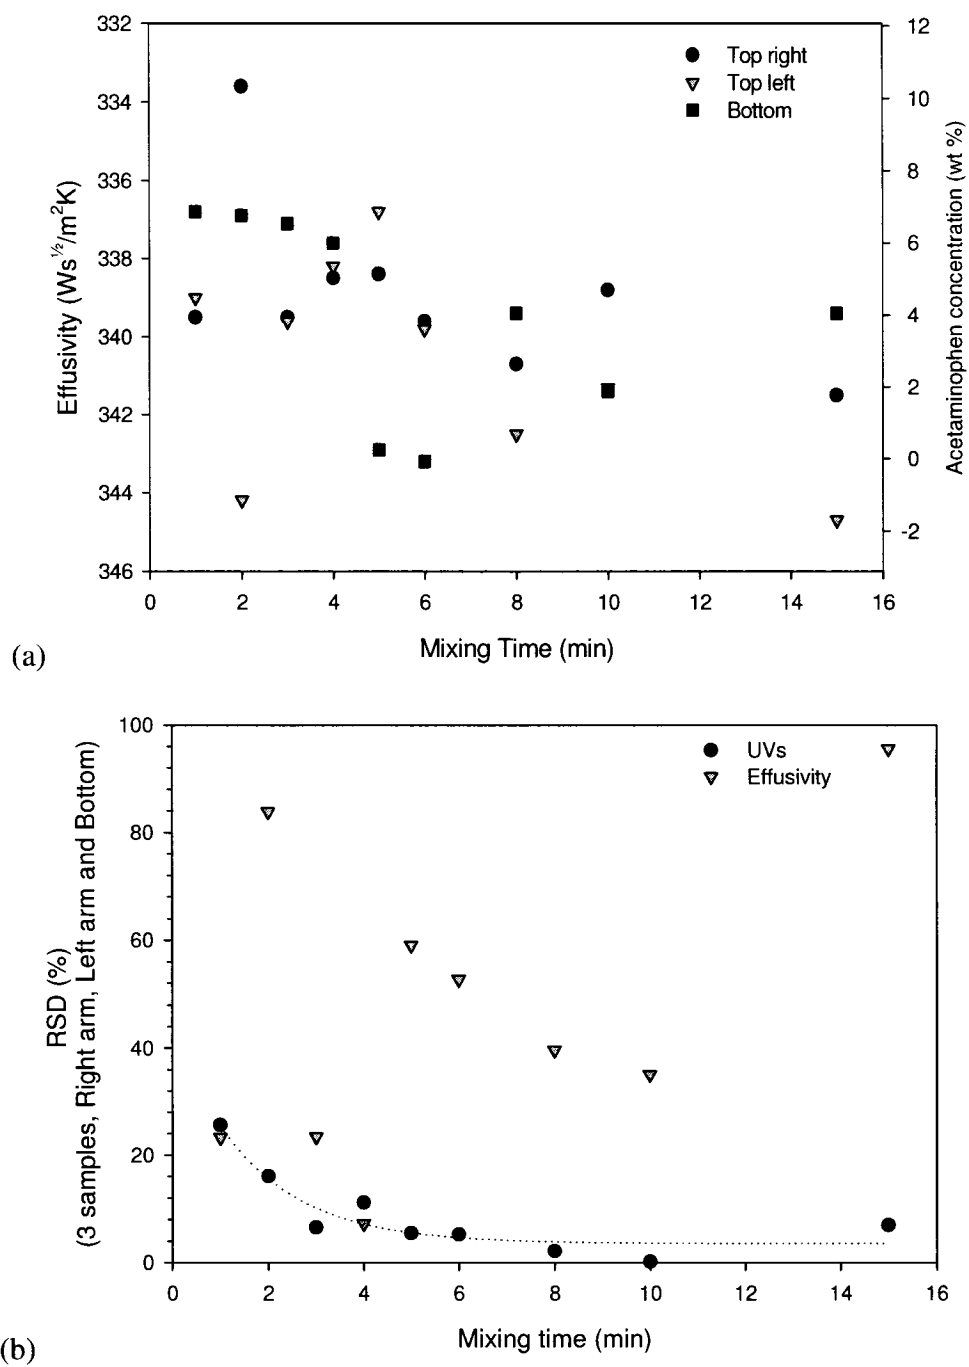 332
334
336
338
340
342
344
346
Effusivity (Ws½/m²K)
12
10
8
6
4
2
0
-2
Acetaminophen concentration (wt %)
Top right
Top left
Bottom
0 2 4 6 8 10 12 14 16
Mixing Time (min)
(a)
100
80
60
40
20
0
RSD (%)
(3 samples, Right arm, Left arm and Bottom)
UVs
Effusivity
0 2 4 6 8 10 12 14 16
Mixing time (min)
(b)